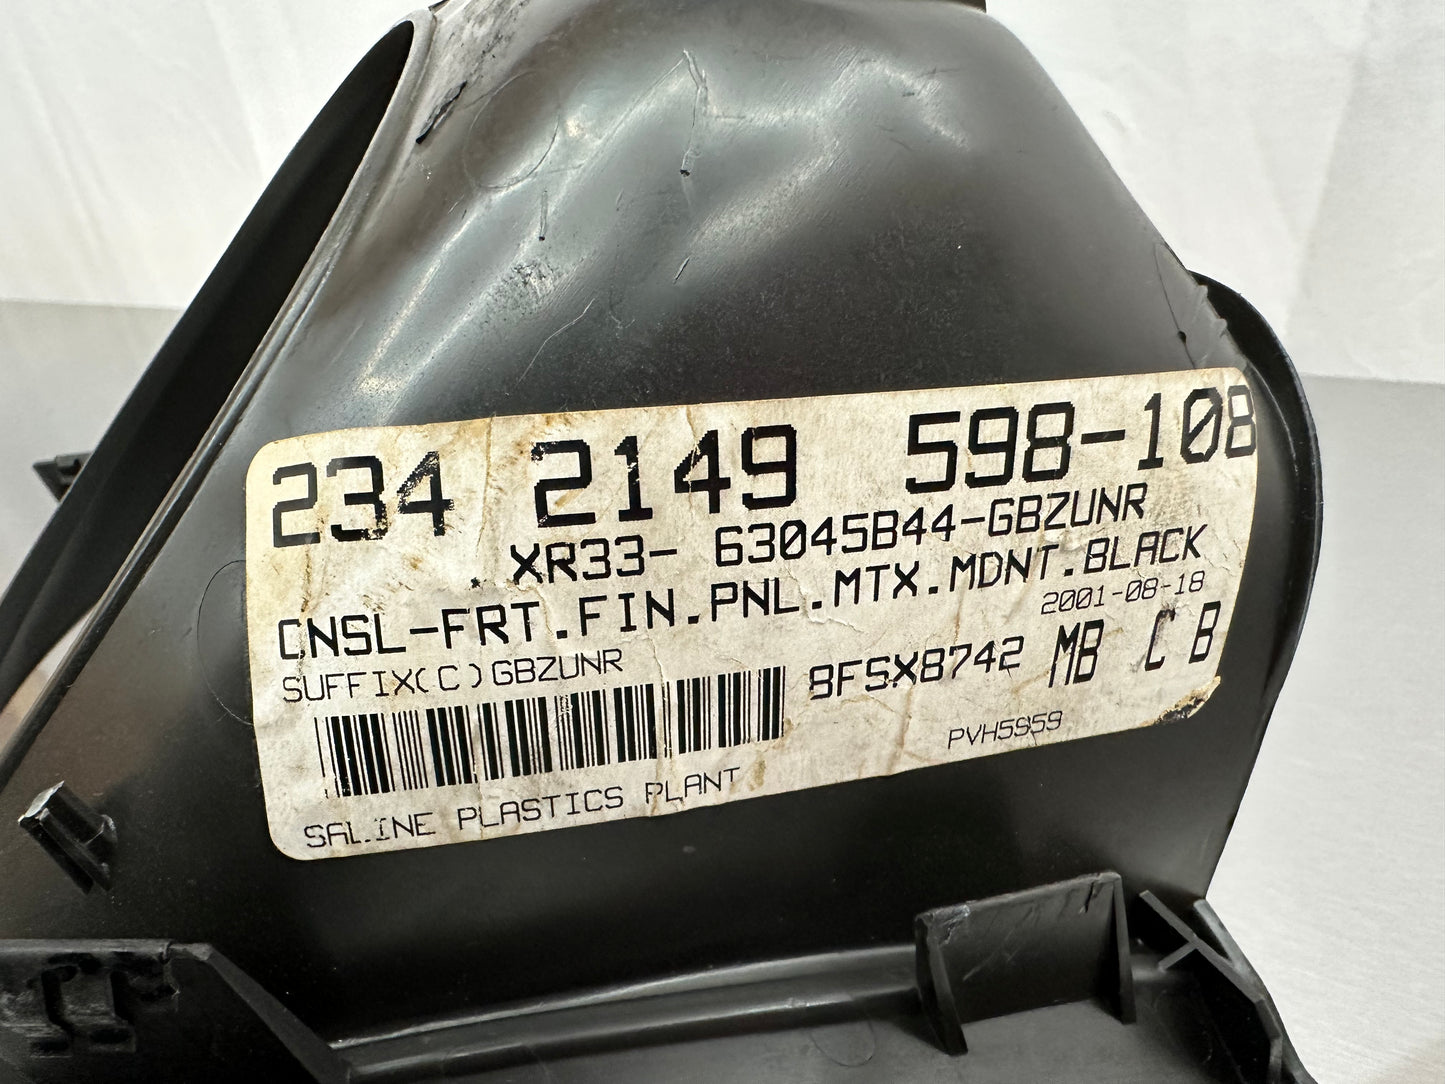 234 2149 598-108
XR33- 63045B44-GBZUNR
CNSL-FRT.FIN.PNL.MTX.MDNT.BLACK
2001-08-18
SUFFIX(C)GBZUNR
8FSX8742 MB C B
PVH5959
SALINE PLASTICS PLANT